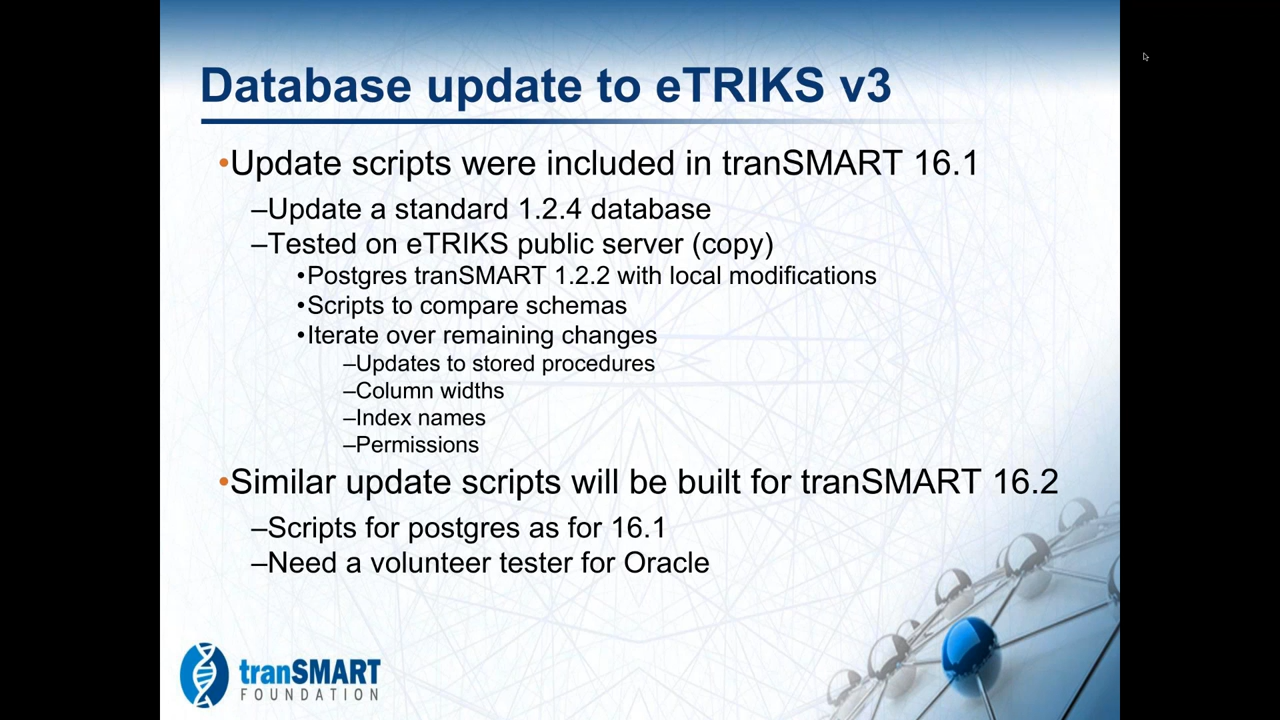 Database update to eTRIKS v3
•Update scripts were included in tranSMART 16.1
–Update a standard 1.2.4 database
–Tested on eTRIKS public server (copy)
•Postgres tranSMART 1.2.2 with local modifications
•Scripts to compare schemas
•Iterate over remaining changes
–Updates to stored procedures
–Column widths
–Index names
–Permissions
•Similar update scripts will be built for tranSMART 16.2
–Scripts for postgres as for 16.1
–Need a volunteer tester for Oracle
tranSMART
FOUNDATION